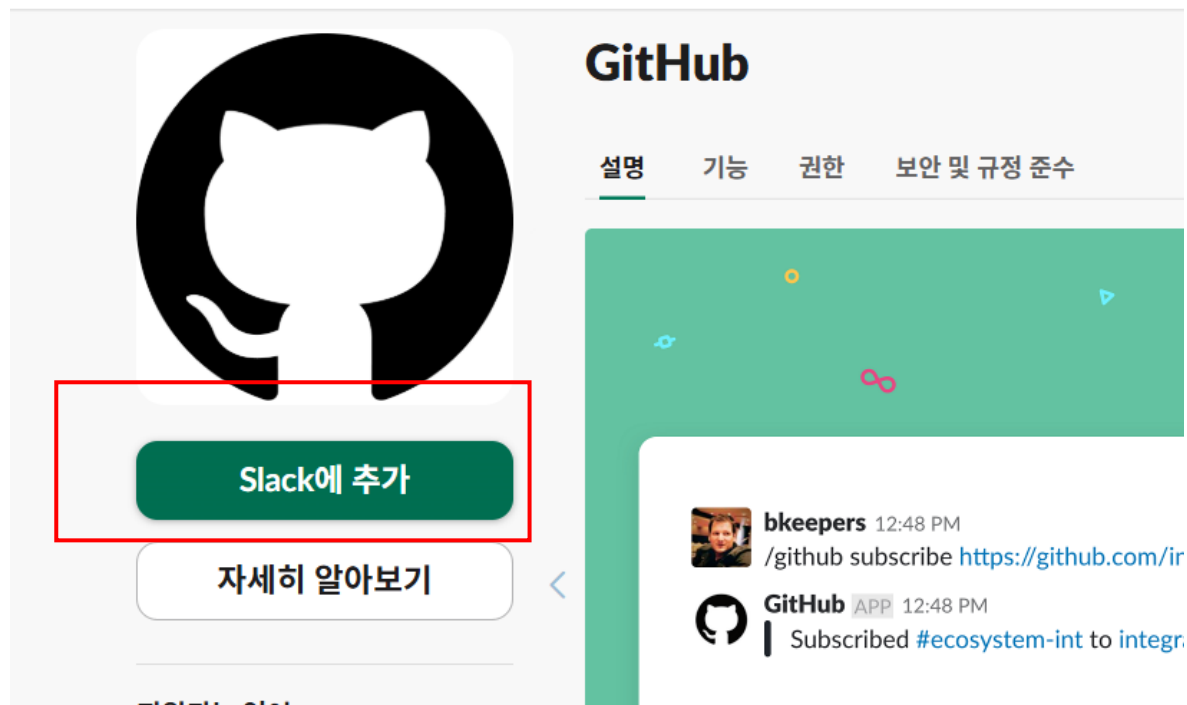 GitHub
설명 기능 권한 보안 및 규정 준수
Slack에 추가
자세히 알아보기
bkeepers 12:48 PM
/github subscribe https://github.com/in
GitHub APP 12:48 PM
Subscribed #ecosystem-int to integra